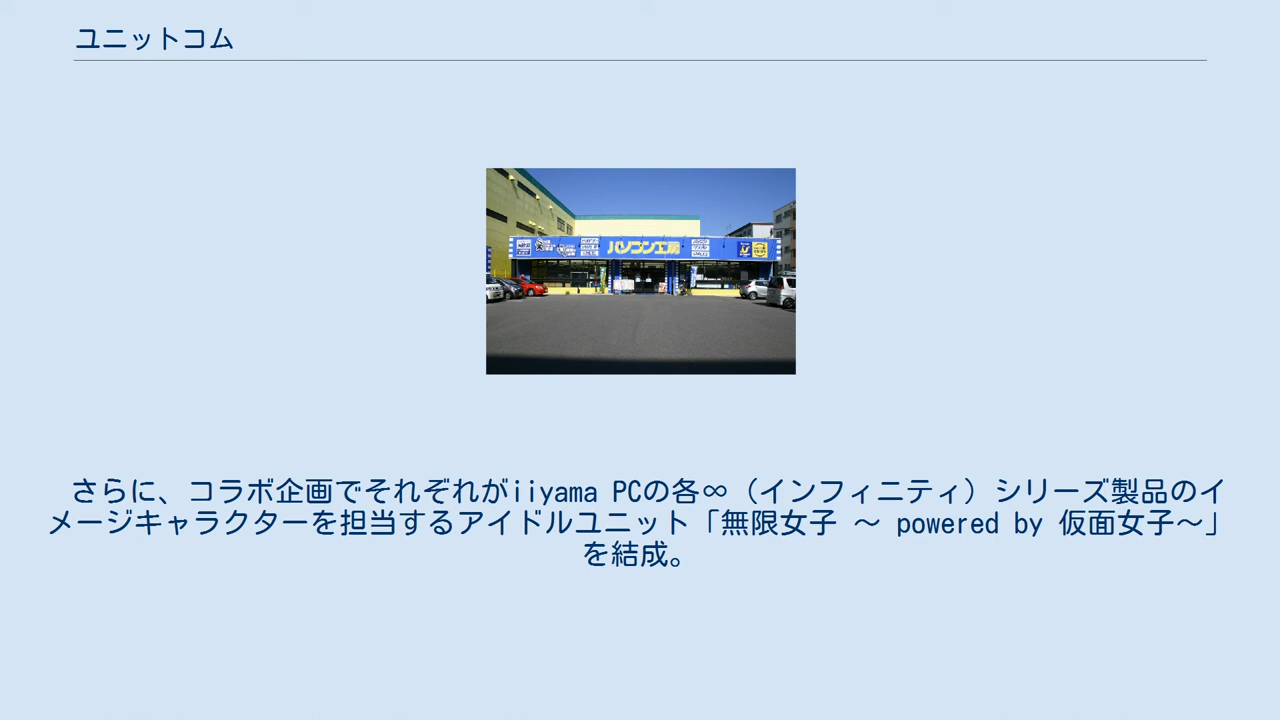 ユニットコム
パソコン工房
さらに、コラボ企画でそれぞれがiiyama PCの各∞（インフィニティ）シリーズ製品のイ
メージキャラクターを担当するアイドルユニット「無限女子 〜 powered by 仮面女子〜」
を結成。